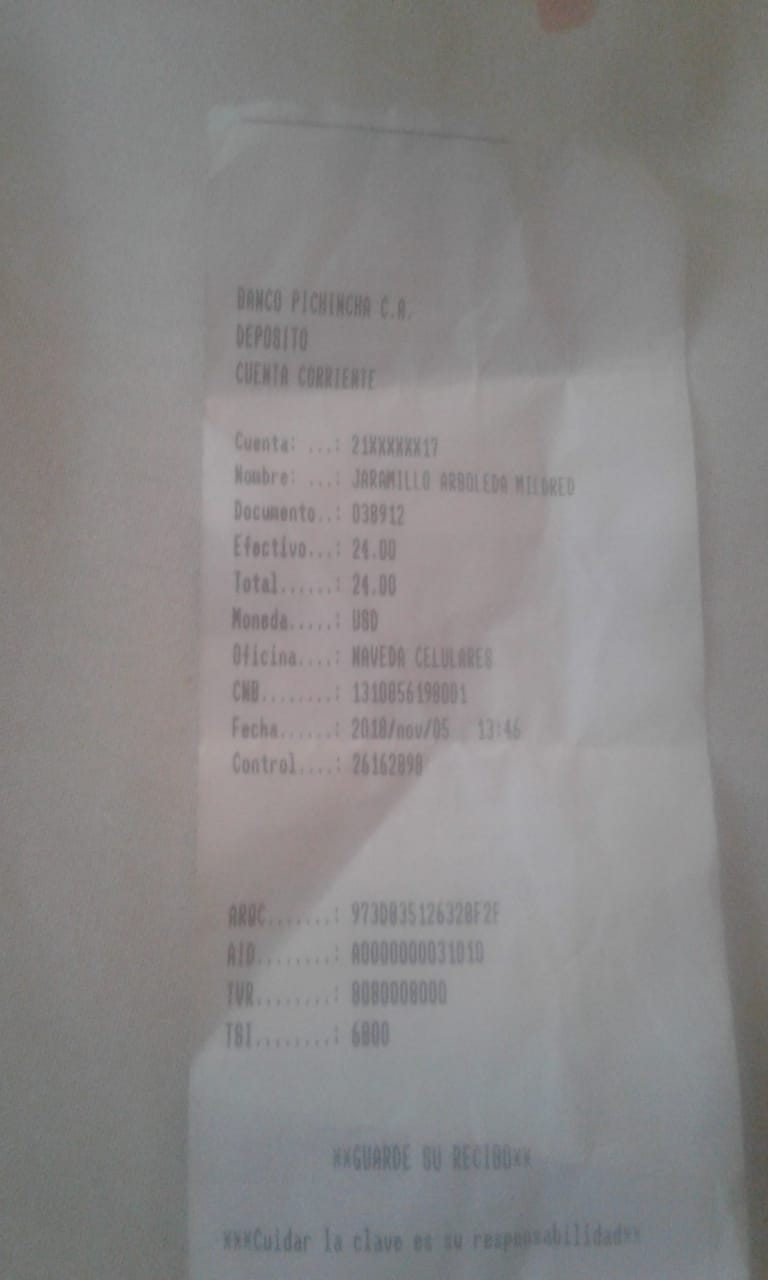 BANCO PICHINCHA C.A.
DEPOSITO
CUENTA CORRIENTE
Cuenta: ...: 21XXXXXX17
Nombre: ...: JARAMILLO ARBOLEDA MILDRED
Documento..: 038912
Efectivo...: 24.00
Total......: 24.00
Moneda.....: USD
Oficina....: NAVEDA CELULARES
CNB........: 1310856198001
Fecha......: 2018/nov/05 13:46
Control....: 26162898
ARQC.......: 973D835126328F2F
AID........: A0000000031010
TVR........: 8080008000
TSI........: 6800
**GUARDE SU RECIBO**
***Cuidar la clave es su responsabilidad**